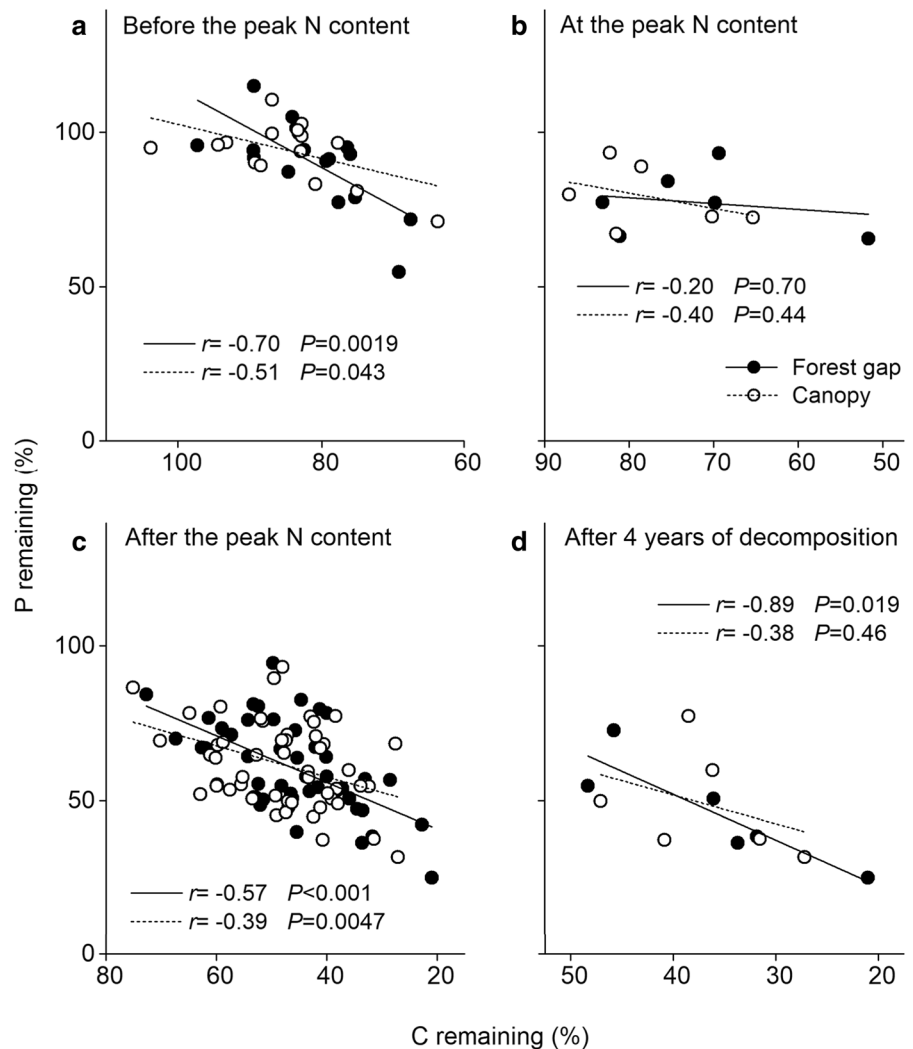 a Before the peak N content
100
50
0
r= -0.70 P=0.0019
r= -0.51 P=0.043
100 80 60
b At the peak N content
r= -0.20 P=0.70
r= -0.40 P=0.44
Forest gap
Canopy
90 80 70 60 50
P remaining (%)
c After the peak N content
100
50
0
r= -0.57 P<0.001
r= -0.39 P=0.0047
80 60 40 20
d After 4 years of decomposition
r= -0.89 P=0.019
r= -0.38 P=0.46
50 40 30 20
C remaining (%)